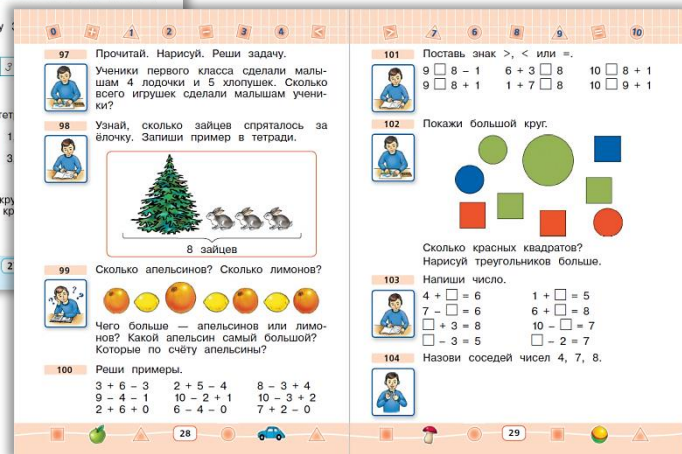 0 + 1 2 − 3 4 <
97 Прочитай. Нарисуй. Реши задачу.
Ученики первого класса сделали малы-
шам 4 лодочки и 5 хлопушек. Сколько
всего игрушек сделали малышам учени-
ки?
98 Узнай, сколько зайцев спряталось за
ёлочку. Запиши пример в тетради.
8 зайцев
99 Сколько апельсинов? Сколько лимонов?
Чего больше — апельсинов или лимо-
нов? Какой апельсин самый большой?
Которые по счёту апельсины?
100 Реши примеры.
3 + 6 − 3 2 + 5 − 4 8 − 3 + 4
9 − 4 − 1 10 − 2 + 1 10 − 3 + 2
2 + 6 + 0 6 − 4 − 0 7 + 2 − 0
28
> 7 6 8 9 = 10
101 Поставь знак >, < или =.
9 □ 8 − 1 6 + 3 □ 8 10 □ 8 + 1
9 □ 8 + 1 1 + 7 □ 8 10 □ 9 + 1
102 Покажи большой круг.
Сколько красных квадратов?
Нарисуй треугольников больше.
103 Напиши число.
4 + □ = 6 1 + □ = 5
7 − □ = 6 6 + □ = 8
□ + 3 = 8 10 − □ = 7
□ − 3 = 5 □ − 2 = 7
104 Назови соседей чисел 4, 7, 8.
29